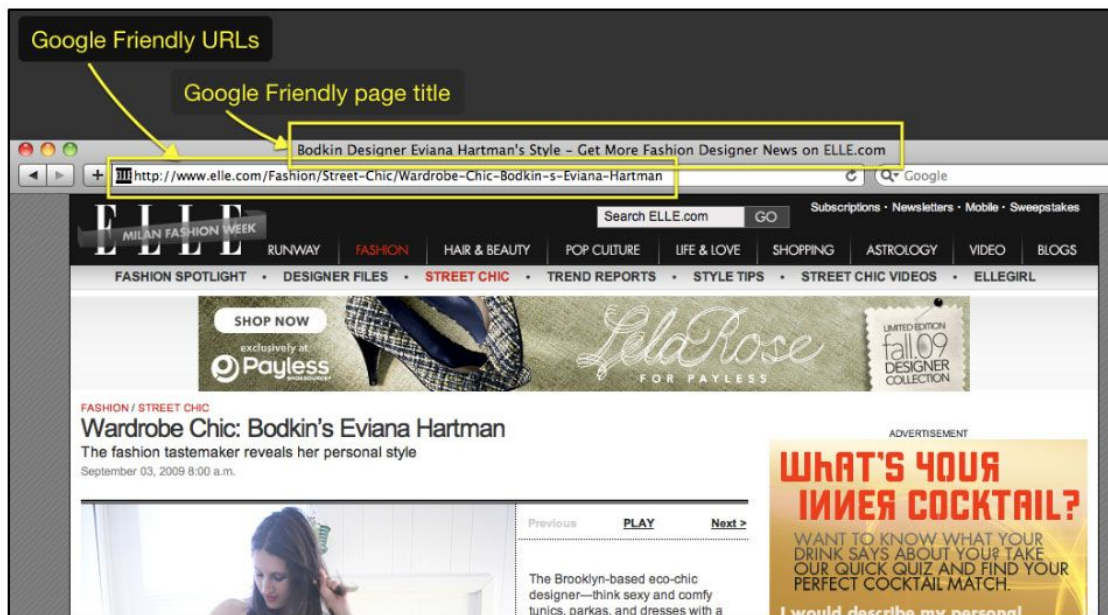 Google Friendly URLs
Google Friendly page title
Bodkin Designer Eviana Hartman's Style – Get More Fashion Designer News on ELLE.com
http://www.elle.com/Fashion/Street-Chic/Wardrobe-Chic-Bodkin-s-Eviana-Hartman
Google
ELLE
MILAN FASHION WEEK
Search ELLE.com GO
Subscriptions • Newsletters • Mobile • Sweepstakes
RUNWAY FASHION HAIR & BEAUTY POP CULTURE LIFE & LOVE SHOPPING ASTROLOGY VIDEO BLOGS
FASHION SPOTLIGHT • DESIGNER FILES • STREET CHIC • TREND REPORTS • STYLE TIPS • STREET CHIC VIDEOS • ELLEGIRL
SHOP NOW
exclusively at
Payless
SHOESOURCE
Lela Rose
FOR PAYLESS
LIMITED EDITION
fall.09
DESIGNER
COLLECTION
FASHION / STREET CHIC
Wardrobe Chic: Bodkin's Eviana Hartman
The fashion tastemaker reveals her personal style
September 03, 2009 8:00 a.m.
Previous PLAY Next >
The Brooklyn-based eco-chic
designer—think sexy and comfy
tunics, parkas, and dresses with a
ADVERTISEMENT
WHAT'S YOUR
INNER COCKTAIL?
WANT TO KNOW WHAT YOUR
DRINK SAYS ABOUT YOU? TAKE
OUR QUICK QUIZ AND FIND YOUR
PERFECT COCKTAIL MATCH.
I would describe my personal